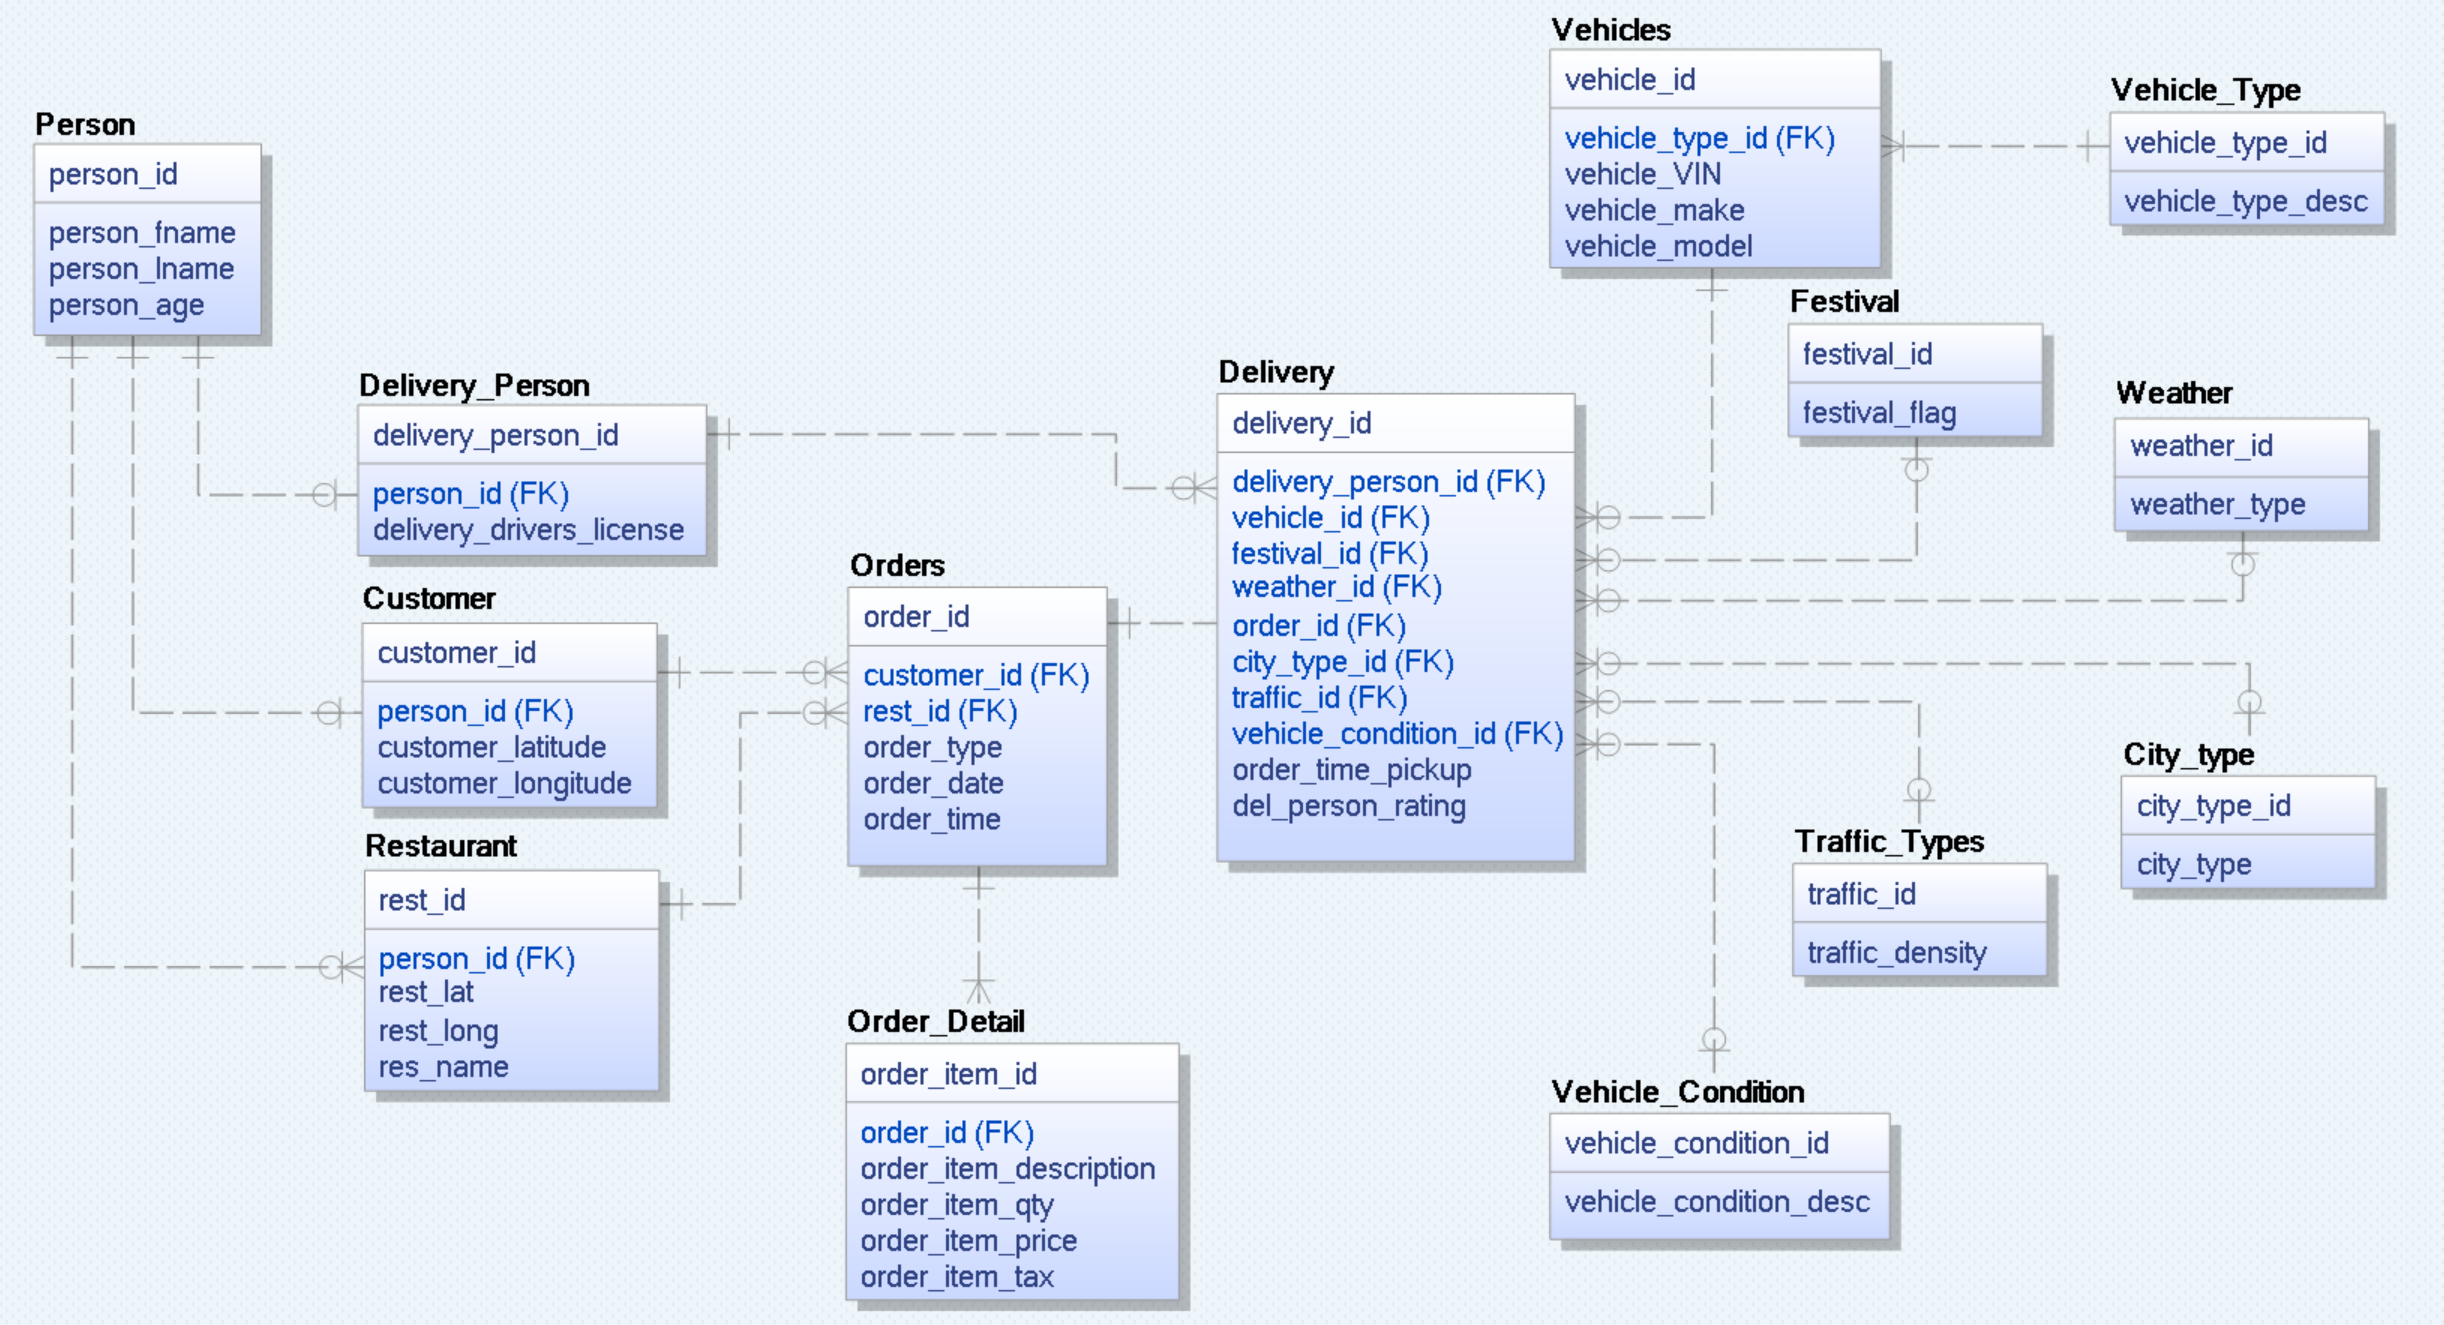 Person
person_id
person_fname
person_lname
person_age
Delivery_Person
delivery_person_id
person_id (FK)
delivery_drivers_license
Customer
customer_id
person_id (FK)
customer_latitude
customer_longitude
Restaurant
rest_id
person_id (FK)
rest_lat
rest_long
res_name
Orders
order_id
customer_id (FK)
rest_id (FK)
order_type
order_date
order_time
Order_Detail
order_item_id
order_id (FK)
order_item_description
order_item_qty
order_item_price
order_item_tax
Delivery
delivery_id
delivery_person_id (FK)
vehicle_id (FK)
festival_id (FK)
weather_id (FK)
order_id (FK)
city_type_id (FK)
traffic_id (FK)
vehicle_condition_id (FK)
order_time_pickup
del_person_rating
Vehicles
vehicle_id
vehicle_type_id (FK)
vehicle_VIN
vehicle_make
vehicle_model
Vehicle_Type
vehicle_type_id
vehicle_type_desc
Festival
festival_id
festival_flag
Weather
weather_id
weather_type
City_type
city_type_id
city_type
Traffic_Types
traffic_id
traffic_density
Vehicle_Condition
vehicle_condition_id
vehicle_condition_desc